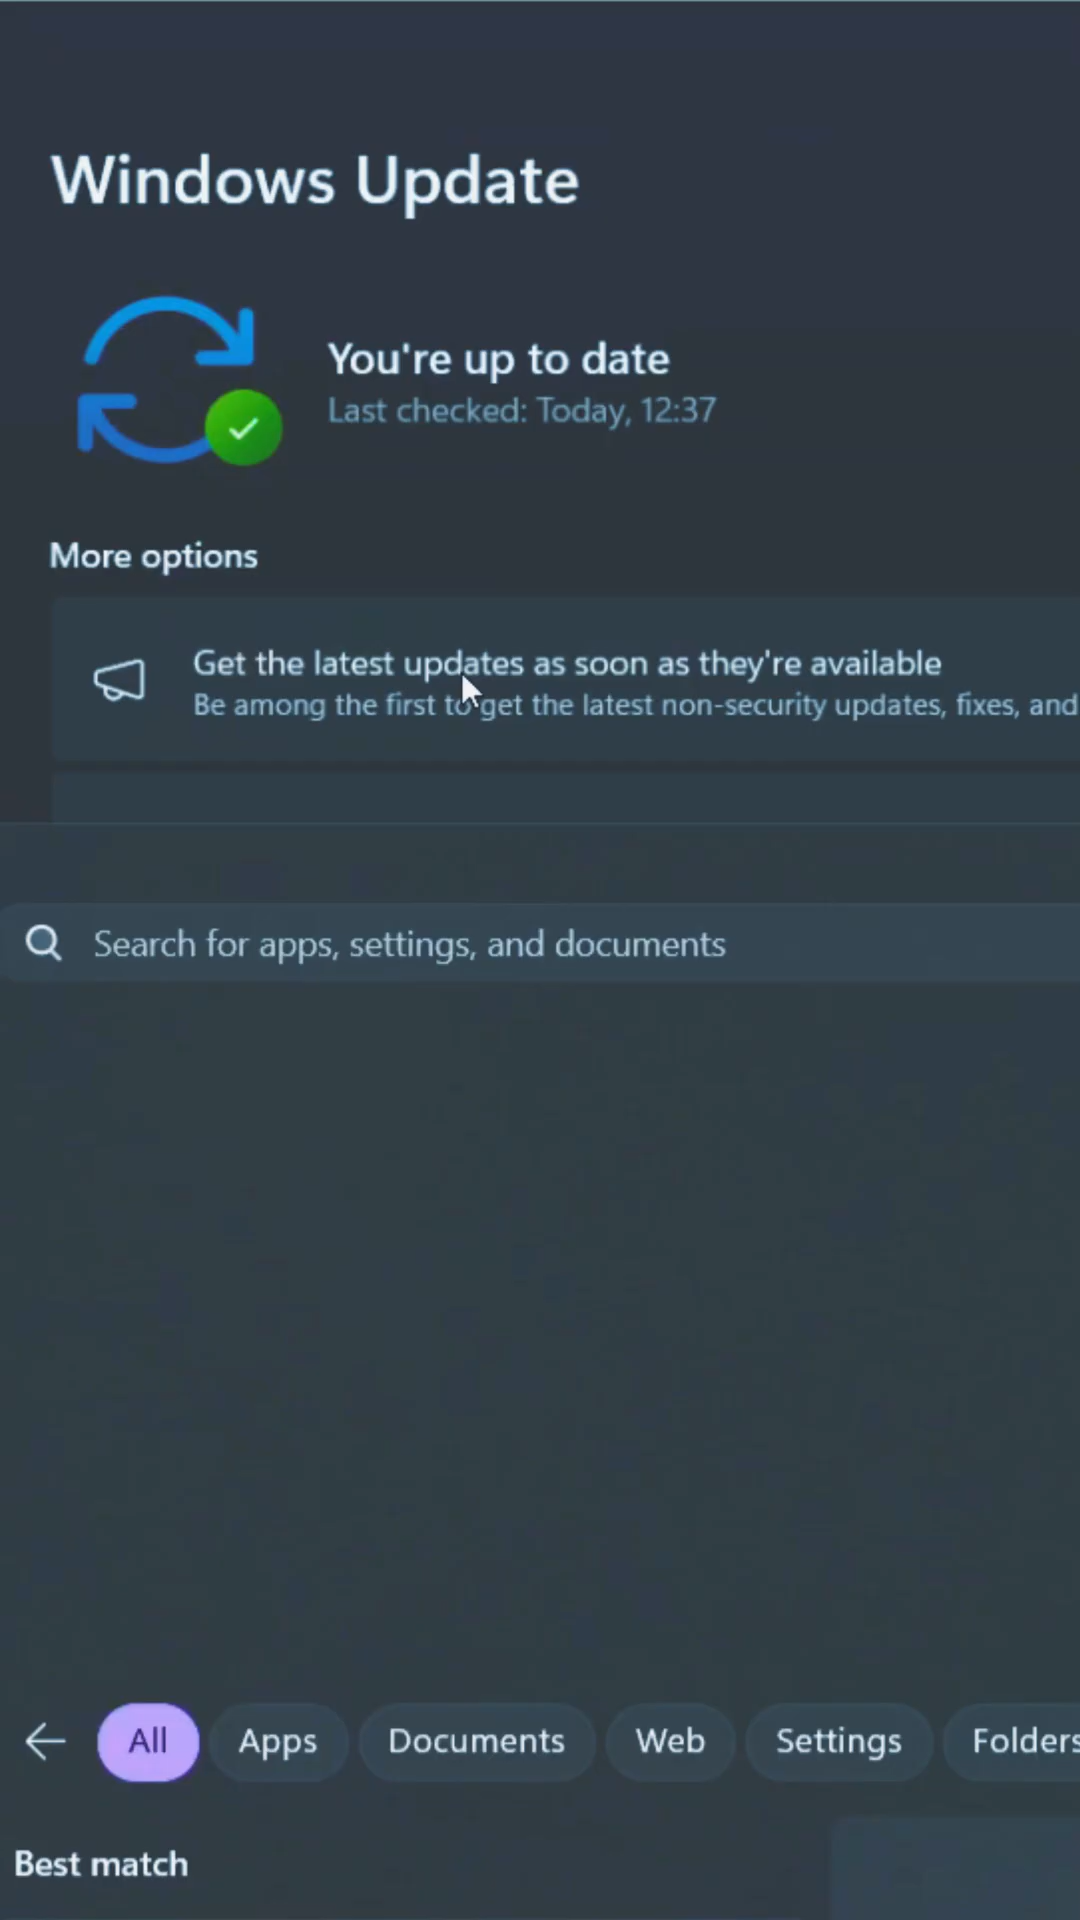 Windows Update
You're up to date
Last checked: Today, 12:37
More options
Get the latest updates as soon as they're available
Be among the first to get the latest non-security updates, fixes, and
Search for apps, settings, and documents
All Apps Documents Web Settings Folders
Best match